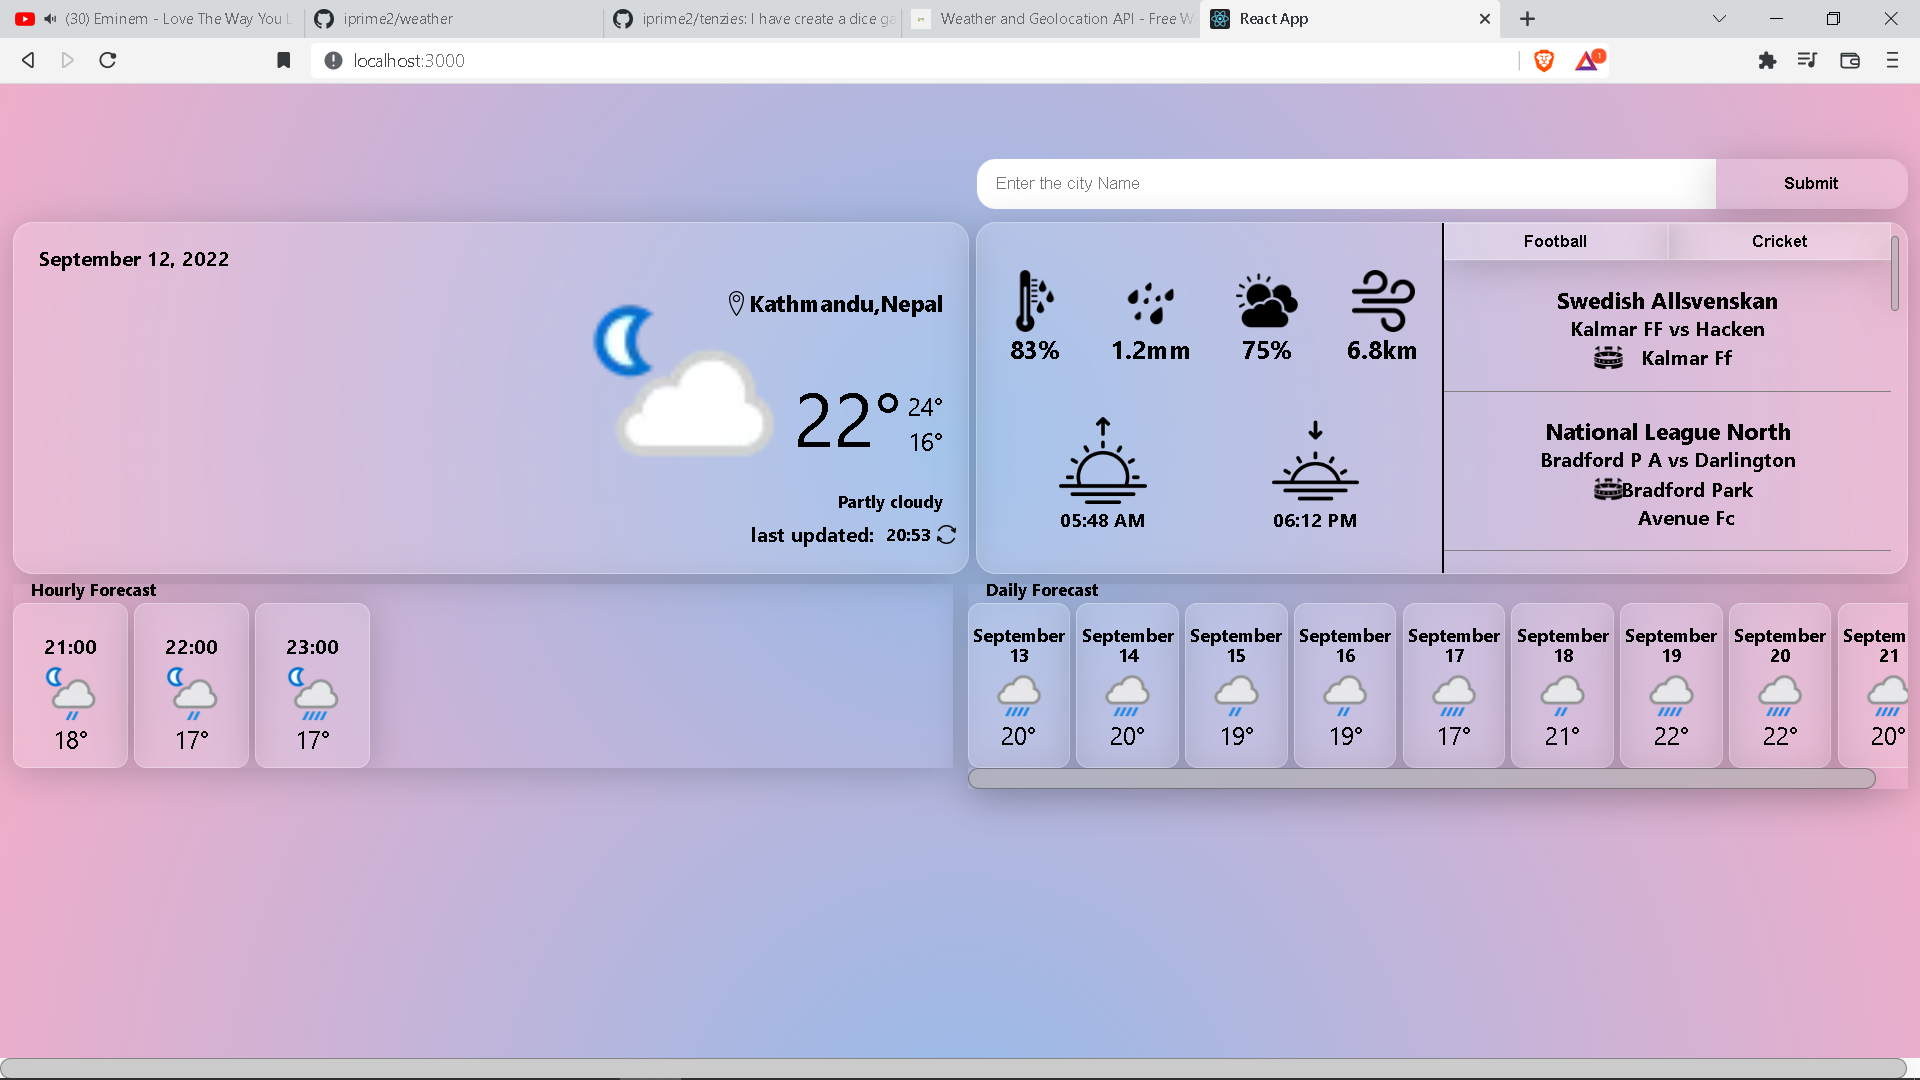 (30) Eminem - Love The Way You L
iprime2/weather
iprime2/tenzies: I have create a dice ga
Weather and Geolocation API - Free W
React App
localhost:3000
1
Enter the city Name
Submit
September 12, 2022
Kathmandu,Nepal
22°
24°
16°
Partly cloudy
last updated: 20:53
83%
1.2mm
75%
6.8km
05:48 AM
06:12 PM
Football
Cricket
Swedish Allsvenskan
Kalmar FF vs Hacken
Kalmar Ff
National League North
Bradford P A vs Darlington
Bradford Park
Avenue Fc
Hourly Forecast
21:00
18°
22:00
17°
23:00
17°
Daily Forecast
September
13
20°
September
14
20°
September
15
19°
September
16
19°
September
17
17°
September
18
21°
September
19
22°
September
20
22°
Septem
21
20°